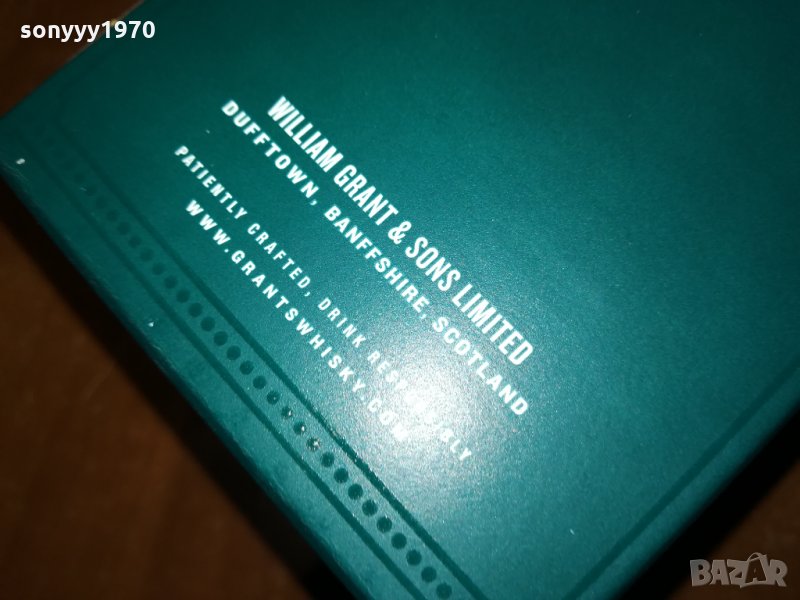 sonyyy1970
WILLIAM GRANT & SONS LIMITED
DUFFTOWN, BANFFSHIRE, SCOTLAND
PATIENTLY CRAFTED, DRINK RESPONSIBLY
WWW.GRANTSWHISKY.COM
BAZAR